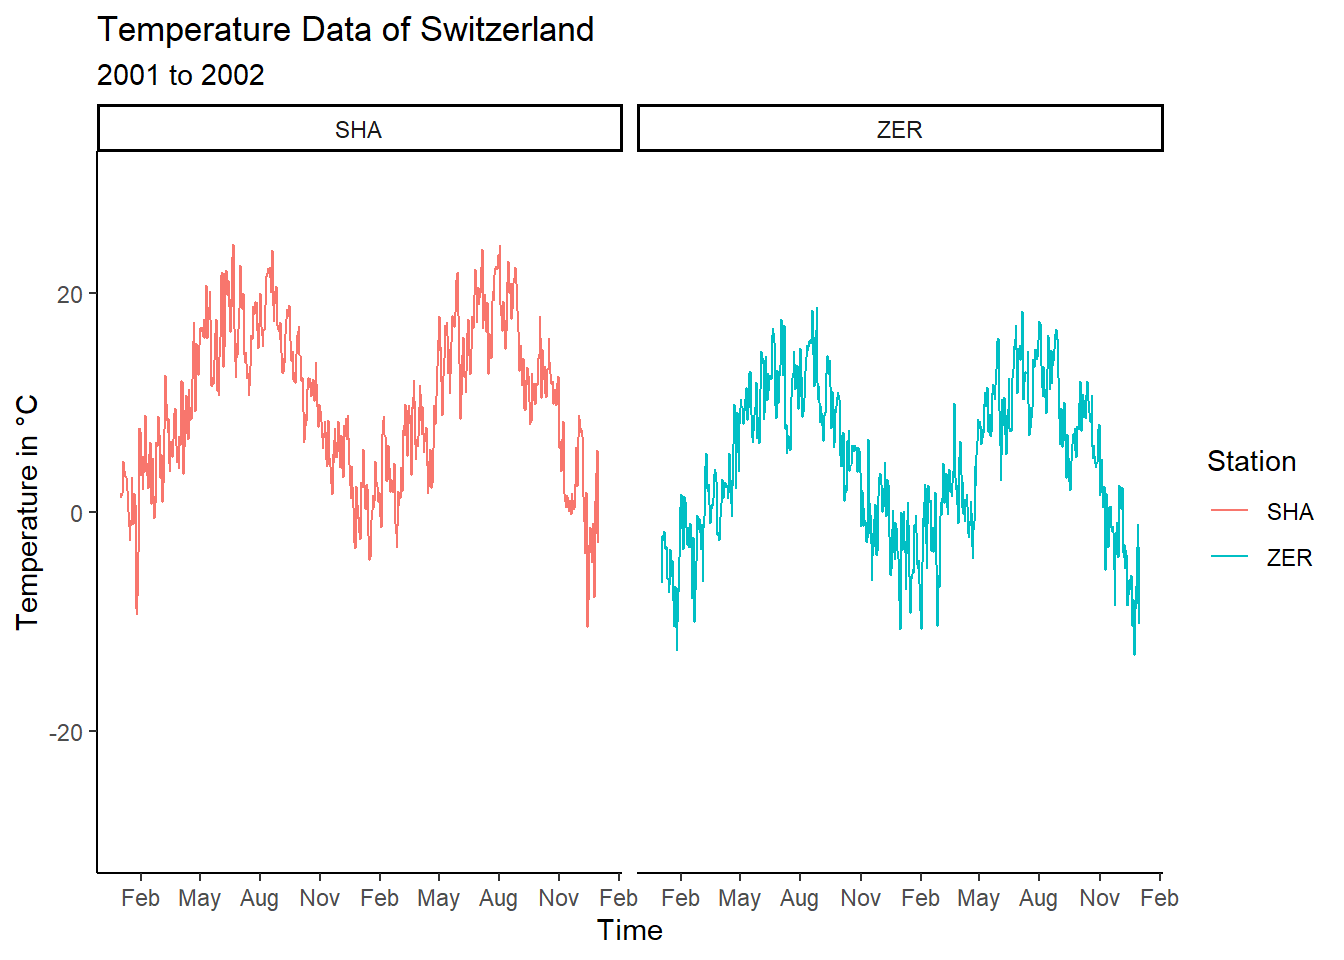 Temperature Data of Switzerland
2001 to 2002
SHA ZER
20
0
-20
Temperature in °C
Feb May Aug Nov Feb May Aug Nov Feb Feb May Aug Nov Feb May Aug Nov Feb
Time
Station
SHA
ZER